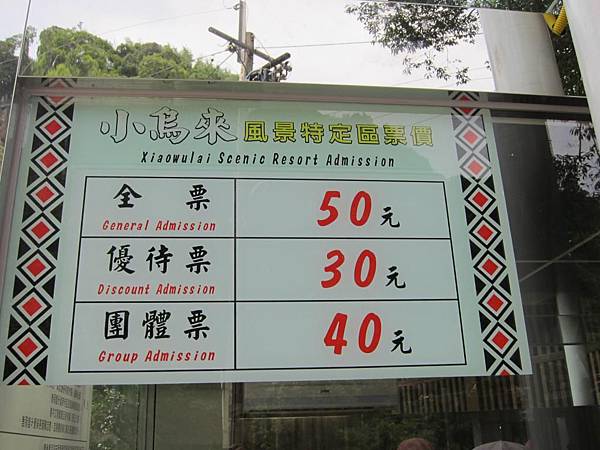 小烏來風景特定區票價
Xiaowulai Scenic Resort Admission
全票 50元
General Admission
優待票 30元
Discount Admission
團體票 40元
Group Admission